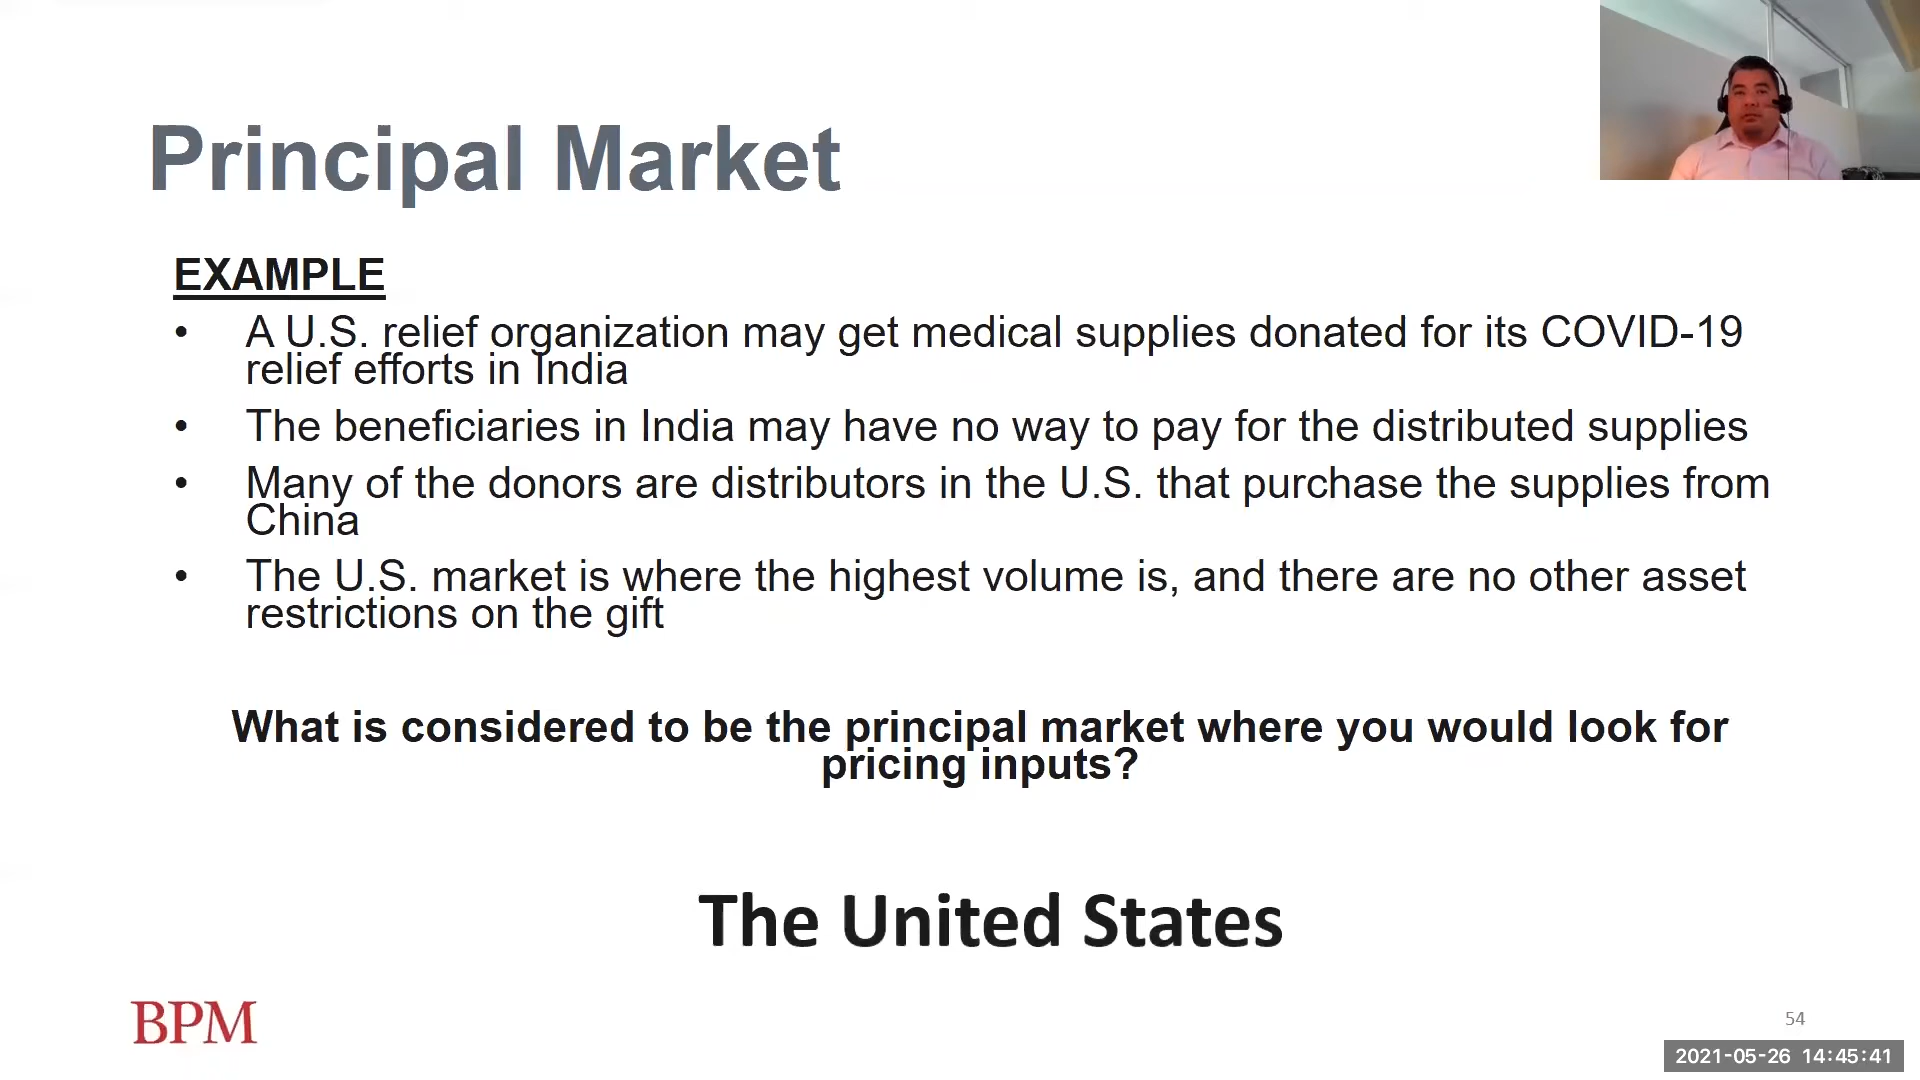 Principal Market
EXAMPLE
• A U.S. relief organization may get medical supplies donated for its COVID-19
relief efforts in India
• The beneficiaries in India may have no way to pay for the distributed supplies
• Many of the donors are distributors in the U.S. that purchase the supplies from
China
• The U.S. market is where the highest volume is, and there are no other asset
restrictions on the gift
What is considered to be the principal market where you would look for
pricing inputs?
The United States
BPM
54
2021-05-26 14:45:41